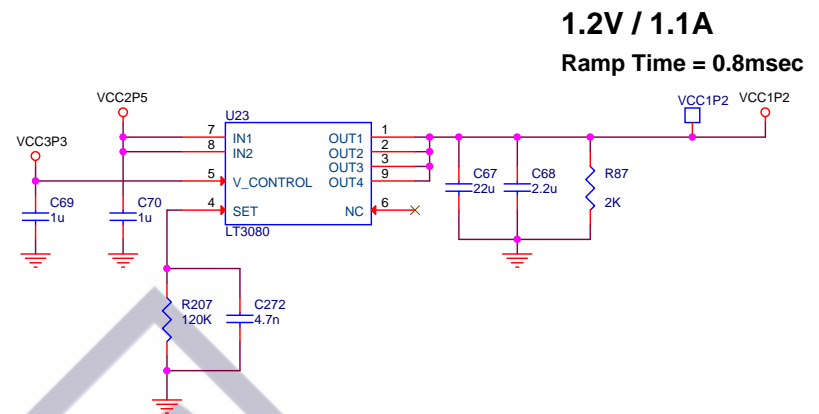 1.2V / 1.1A
Ramp Time = 0.8msec
VCC2P5
VCC1P2
VCC1P2
U23
VCC3P3
7
IN1
OUT1
1
8
IN2
OUT2
2
OUT3
3
5
V_CONTROL
OUT4
9
4
SET
NC
6
LT3080
C69
1u
C70
1u
C67
22u
C68
2.2u
R87
2K
R207
120K
C272
4.7n